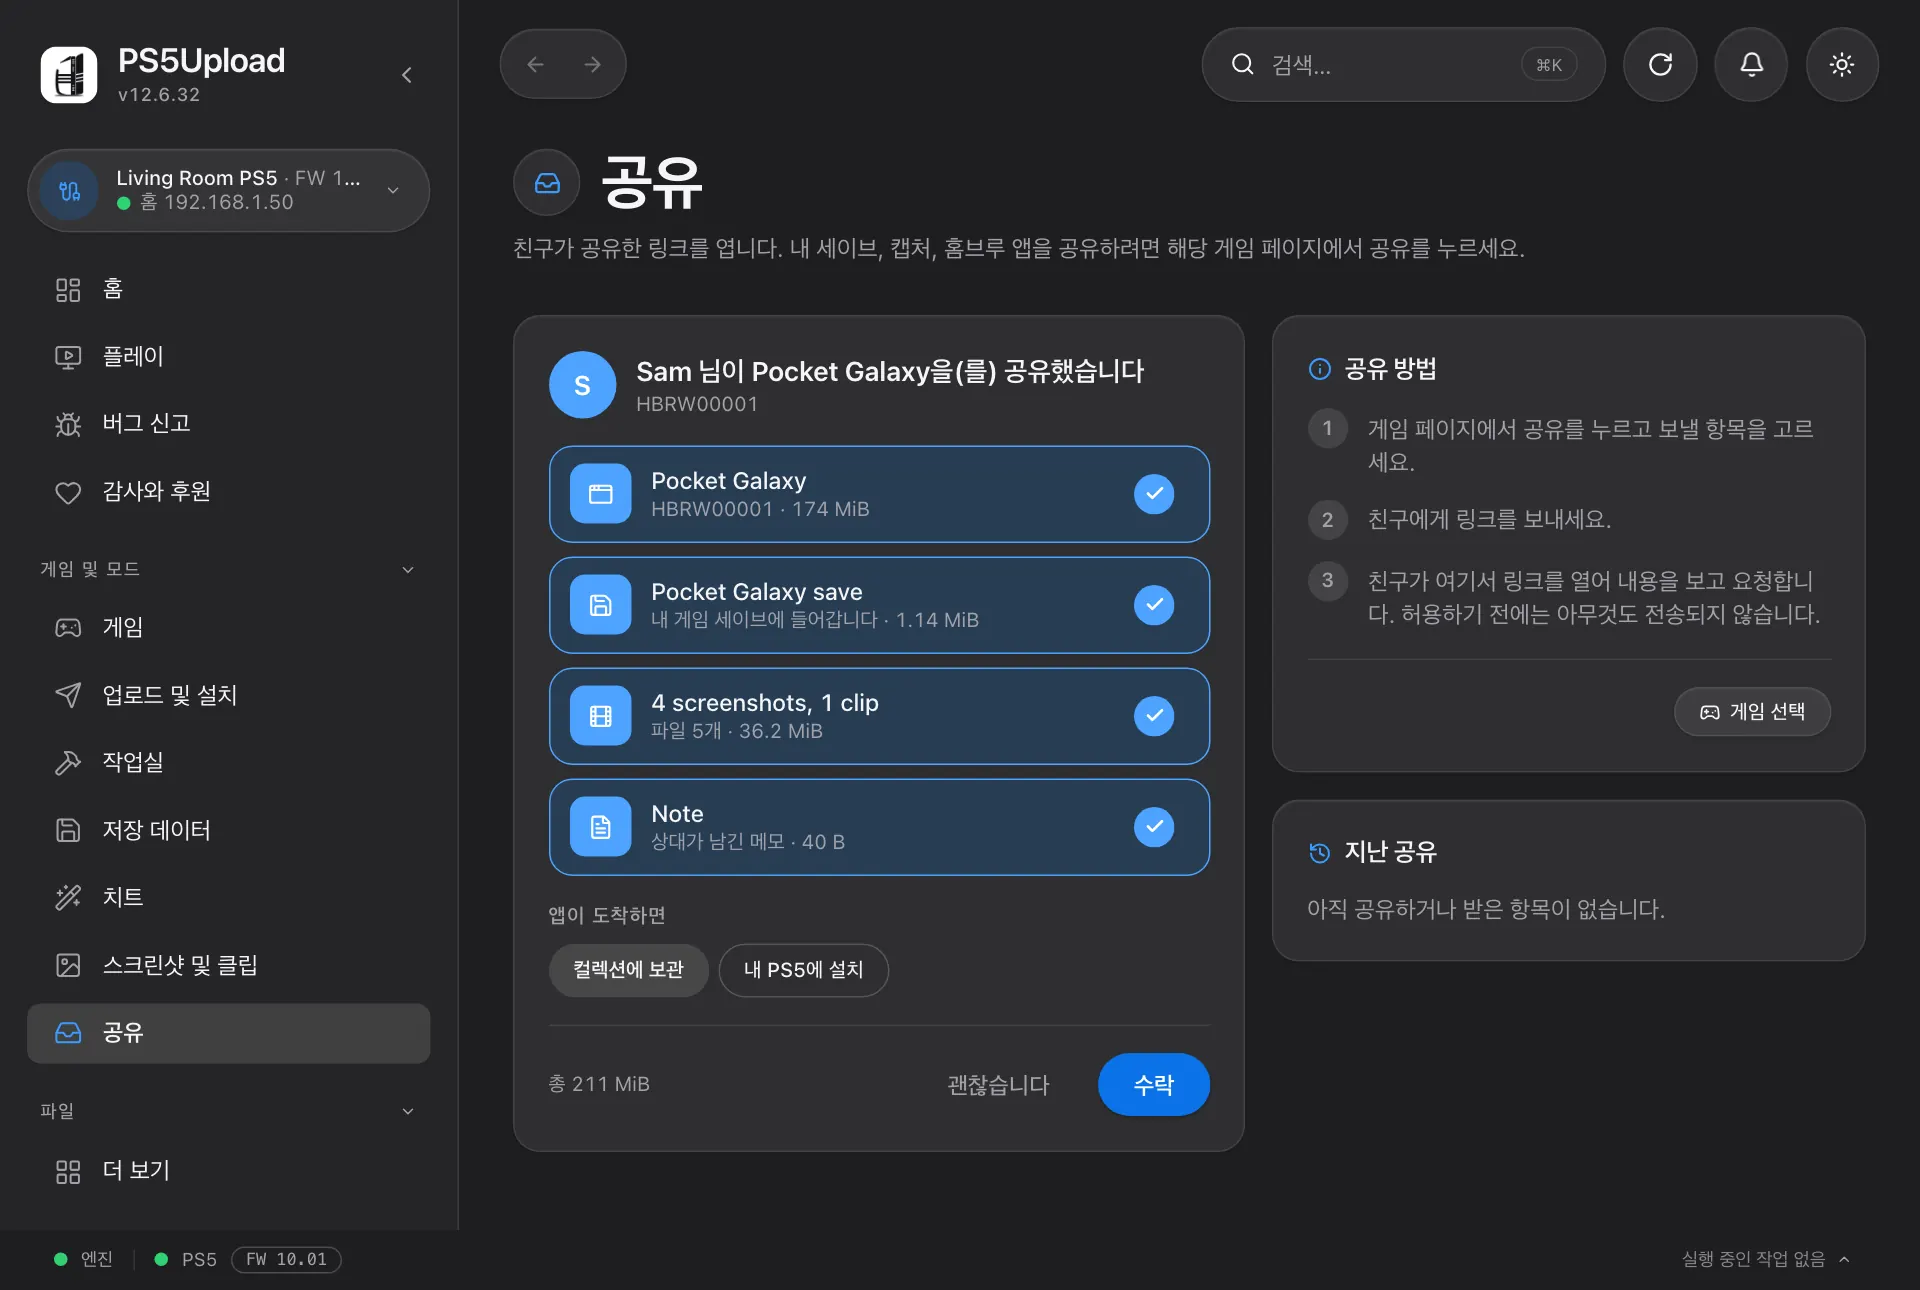 PS5Upload
v12.6.32
Living Room PS5 · FW 1...
홈 192.168.1.50
홈
플레이
버그 신고
감사와 후원
게임 및 모드
게임
업로드 및 설치
작업실
저장 데이터
치트
스크린샷 및 클립
공유
파일
더 보기
검색...
⌘K
공유
친구가 공유한 링크를 엽니다. 내 세이브, 캡처, 홈브루 앱을 공유하려면 해당 게임 페이지에서 공유를 누르세요.
S
Sam 님이 Pocket Galaxy을(를) 공유했습니다
HBRW00001
Pocket Galaxy
HBRW00001 · 174 MiB
Pocket Galaxy save
내 게임 세이브에 들어갑니다 · 1.14 MiB
4 screenshots, 1 clip
파일 5개 · 36.2 MiB
Note
상대가 남긴 메모 · 40 B
앱이 도착하면
컬렉션에 보관
내 PS5에 설치
총 211 MiB
괜찮습니다
수락
공유 방법
1
게임 페이지에서 공유를 누르고 보낼 항목을 고르
세요.
2
친구에게 링크를 보내세요.
3
친구가 여기서 링크를 열어 내용을 보고 요청합니
다. 허용하기 전에는 아무것도 전송되지 않습니다.
게임 선택
지난 공유
아직 공유하거나 받은 항목이 없습니다.
엔진
PS5
FW 10.01
실행 중인 작업 없음